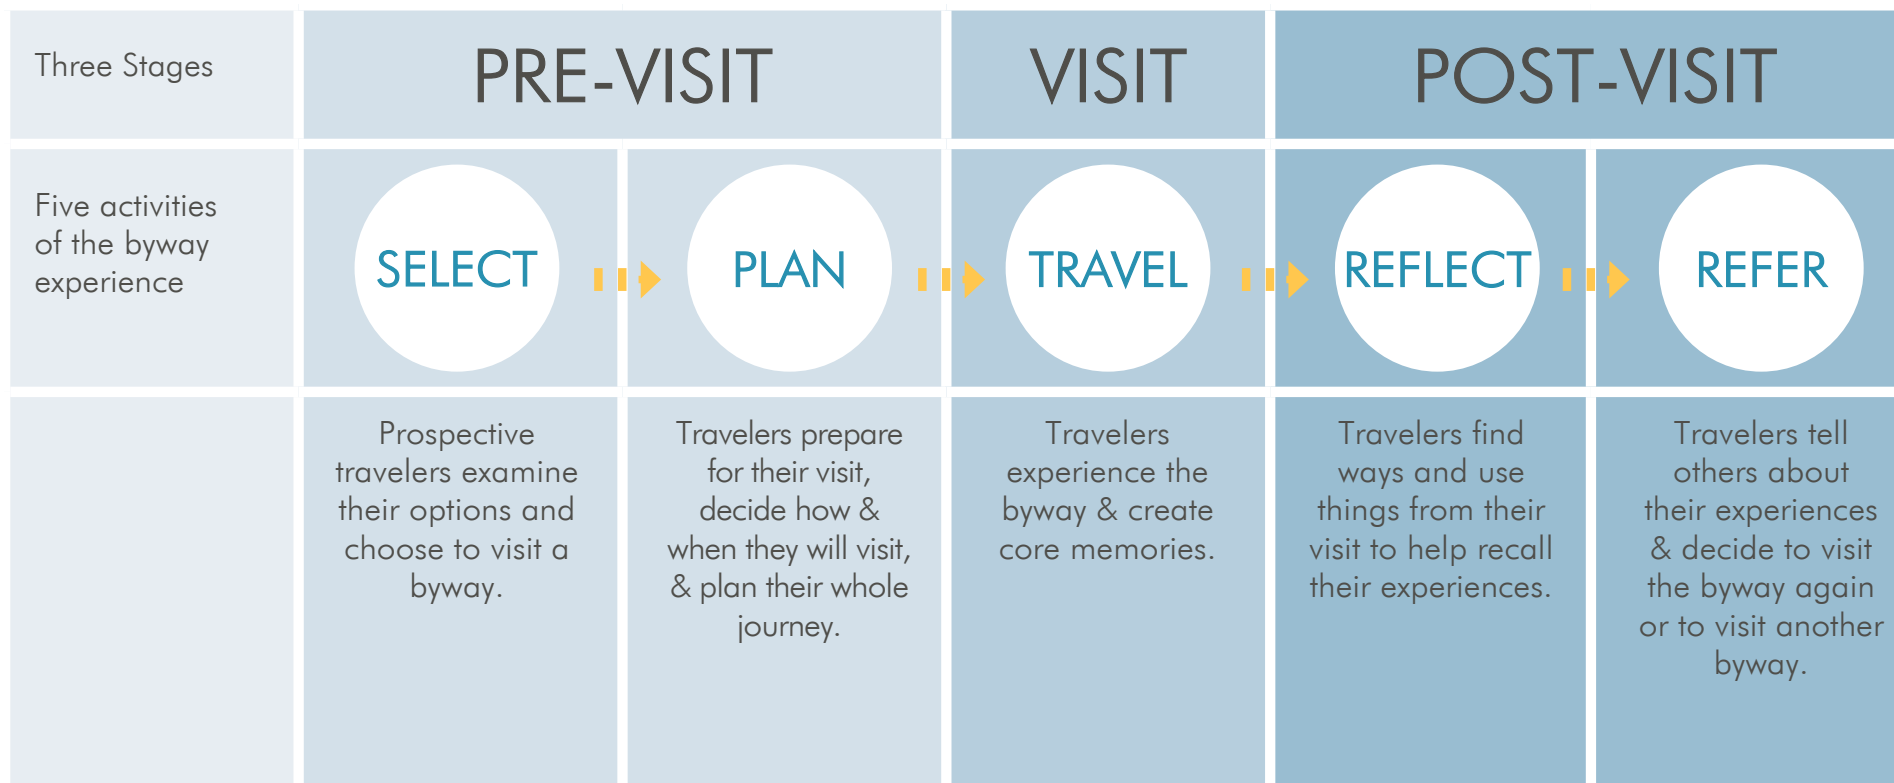 Three Stages
PRE-VISIT
VISIT
POST-VISIT
Five activities
of the byway
experience
SELECT
PLAN
TRAVEL
REFLECT
REFER
Prospective
travelers examine
their options and
choose to visit a
byway.
Travelers prepare
for their visit,
decide how &
when they will visit,
& plan their whole
journey.
Travelers
experience the
byway & create
core memories.
Travelers find
ways and use
things from their
visit to help recall
their experiences.
Travelers tell
others about
their experiences
& decide to visit
the byway again
or to visit another
byway.